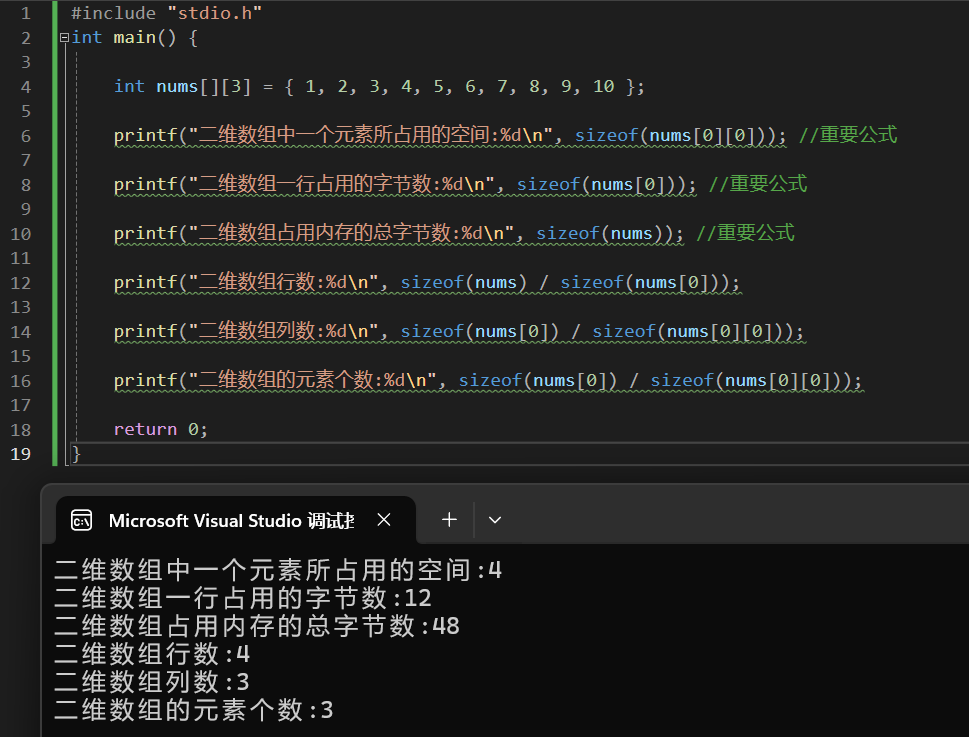 1 #include "stdio.h"
2 int main() {
3
4 int nums[][3] = { 1, 2, 3, 4, 5, 6, 7, 8, 9, 10 };
5
6 printf("二维数组中一个元素所占用的空间:%d\n", sizeof(nums[0][0])); //重要公式
7
8 printf("二维数组一行占用的字节数:%d\n", sizeof(nums[0])); //重要公式
9
10 printf("二维数组占用内存的总字节数:%d\n", sizeof(nums)); //重要公式
11
12 printf("二维数组行数:%d\n", sizeof(nums) / sizeof(nums[0]));
13
14 printf("二维数组列数:%d\n", sizeof(nums[0]) / sizeof(nums[0][0]));
15
16 printf("二维数组的元素个数:%d\n", sizeof(nums[0]) / sizeof(nums[0][0]));
17
18 return 0;
19 }
Microsoft Visual Studio 调试
二维数组中一个元素所占用的空间:4
二维数组一行占用的字节数:12
二维数组占用内存的总字节数:48
二维数组行数:4
二维数组列数:3
二维数组的元素个数:3